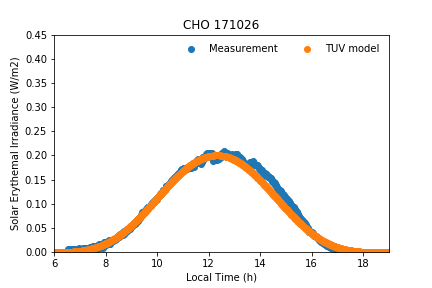 CHO 171026
Measurement
TUV model
Solar Erythemal Irradiance (W/m2)
0.45
0.40
0.35
0.30
0.25
0.20
0.15
0.10
0.05
0.00
6 8 10 12 14 16 18
Local Time (h)